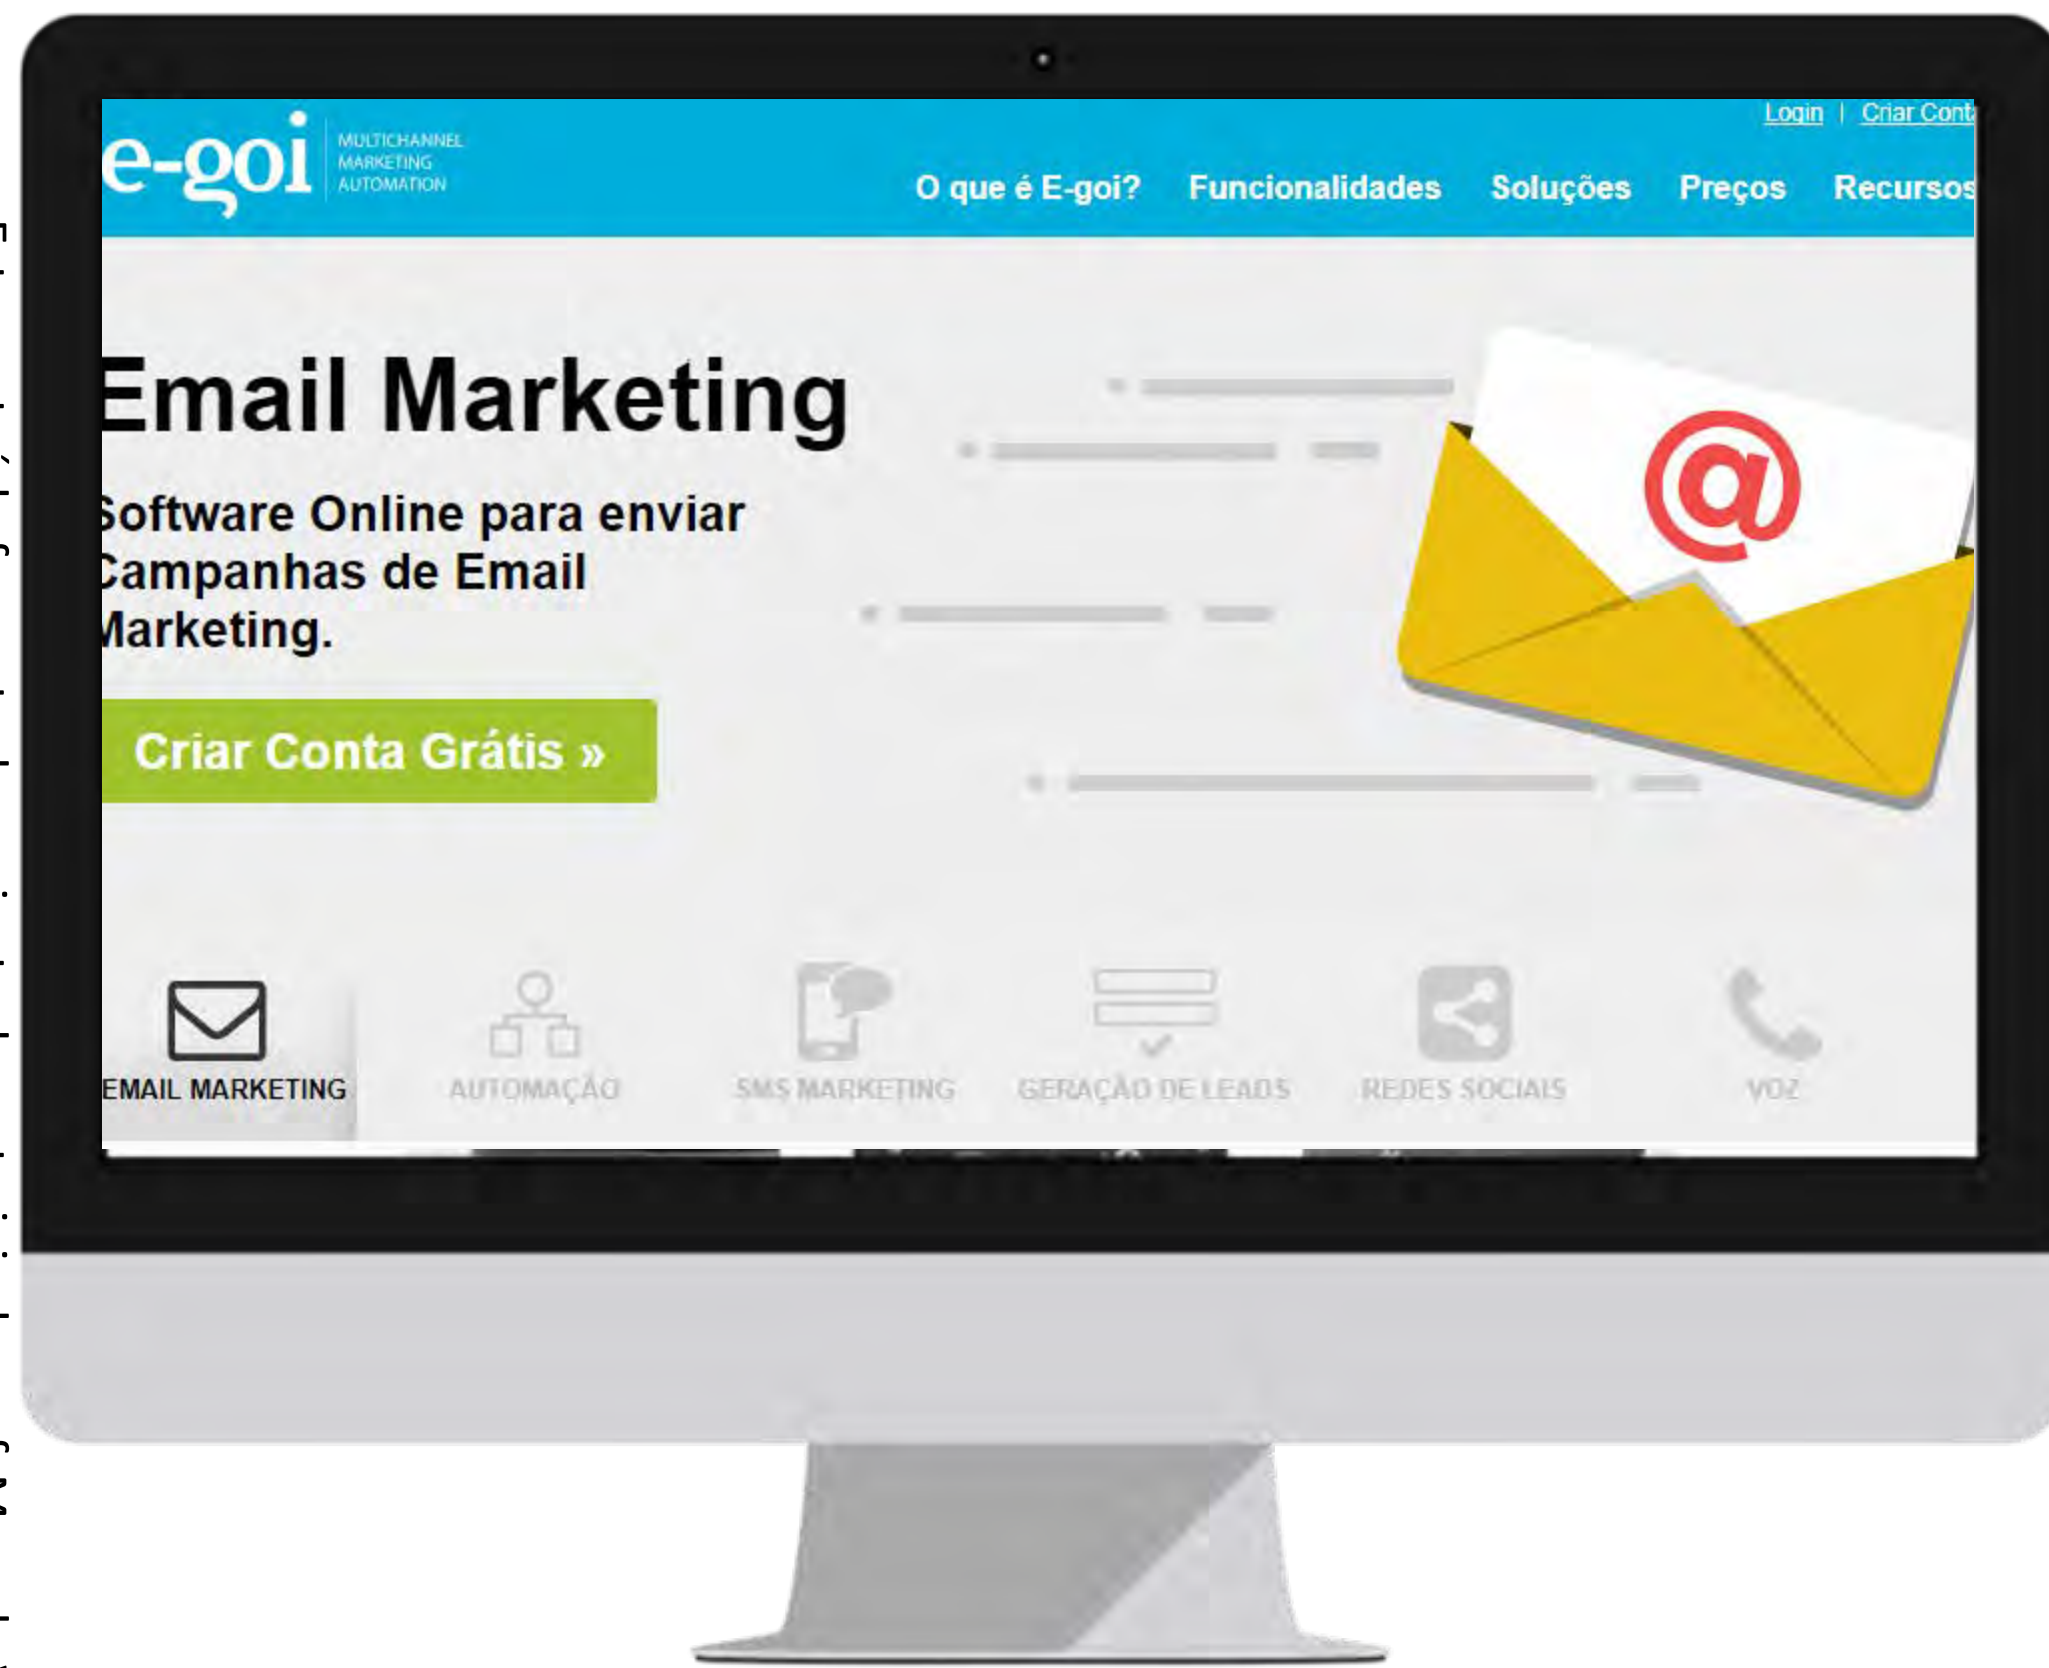 Login | Criar Conta
e-goi
MULTICHANNEL
MARKETING
AUTOMATION
O que é E-goi? Funcionalidades Soluções Preços Recursos
Email Marketing
Software Online para enviar
Campanhas de Email
Marketing.
@
Criar Conta Grátis »
EMAIL MARKETING AUTOMAÇÃO SMS MARKETING GERAÇÃO DE LEADS REDES SOCIAIS VOZ